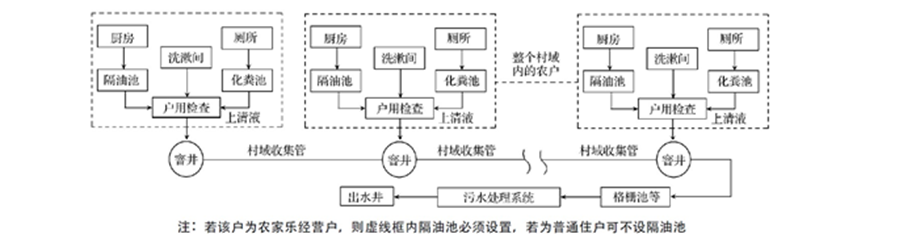 厨房 厕所 厨房 厕所 厨房 厕所
洗漱间 洗漱间 整个村域内的农户 洗漱间
隔油池 化粪池 隔油池 化粪池 隔油池 化粪池
户用检查 户用检查 户用检查
上清液 上清液 上清液
窨井 村域收集管 窨井 村域收集管 村域收集管 窨井
出水井 污水处理系统 格栅池等
注：若该户为农家乐经营户，则虚线框内隔油池必须设置，若为普通住户可不设隔油池